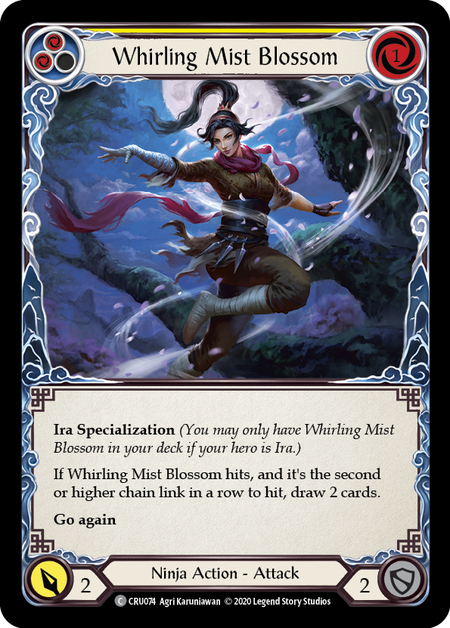 Whirling Mist Blossom
1
Ira Specialization (You may only have Whirling Mist
Blossom in your deck if your hero is Ira.)
If Whirling Mist Blossom hits, and it's the second
or higher chain link in a row to hit, draw 2 cards.
Go again
2
Ninja Action - Attack
2
C CRU074 Agri Karuniawan © 2020 Legend Story Studios